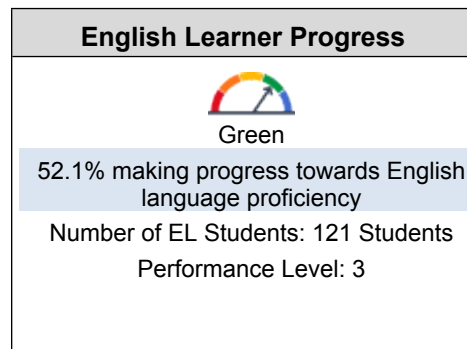 English Learner Progress
Green
52.1% making progress towards English
language proficiency
Number of EL Students: 121 Students
Performance Level: 3